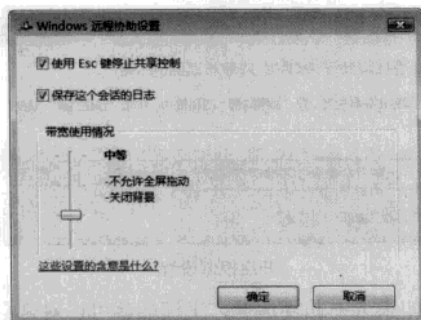 Windows 远程协助设置
使用 Esc 键停止共享控制
保存这个会话的日志
带宽使用情况
中等
-不允许全屏拖动
-关闭背景
这些设置的含意是什么?
确定
取消